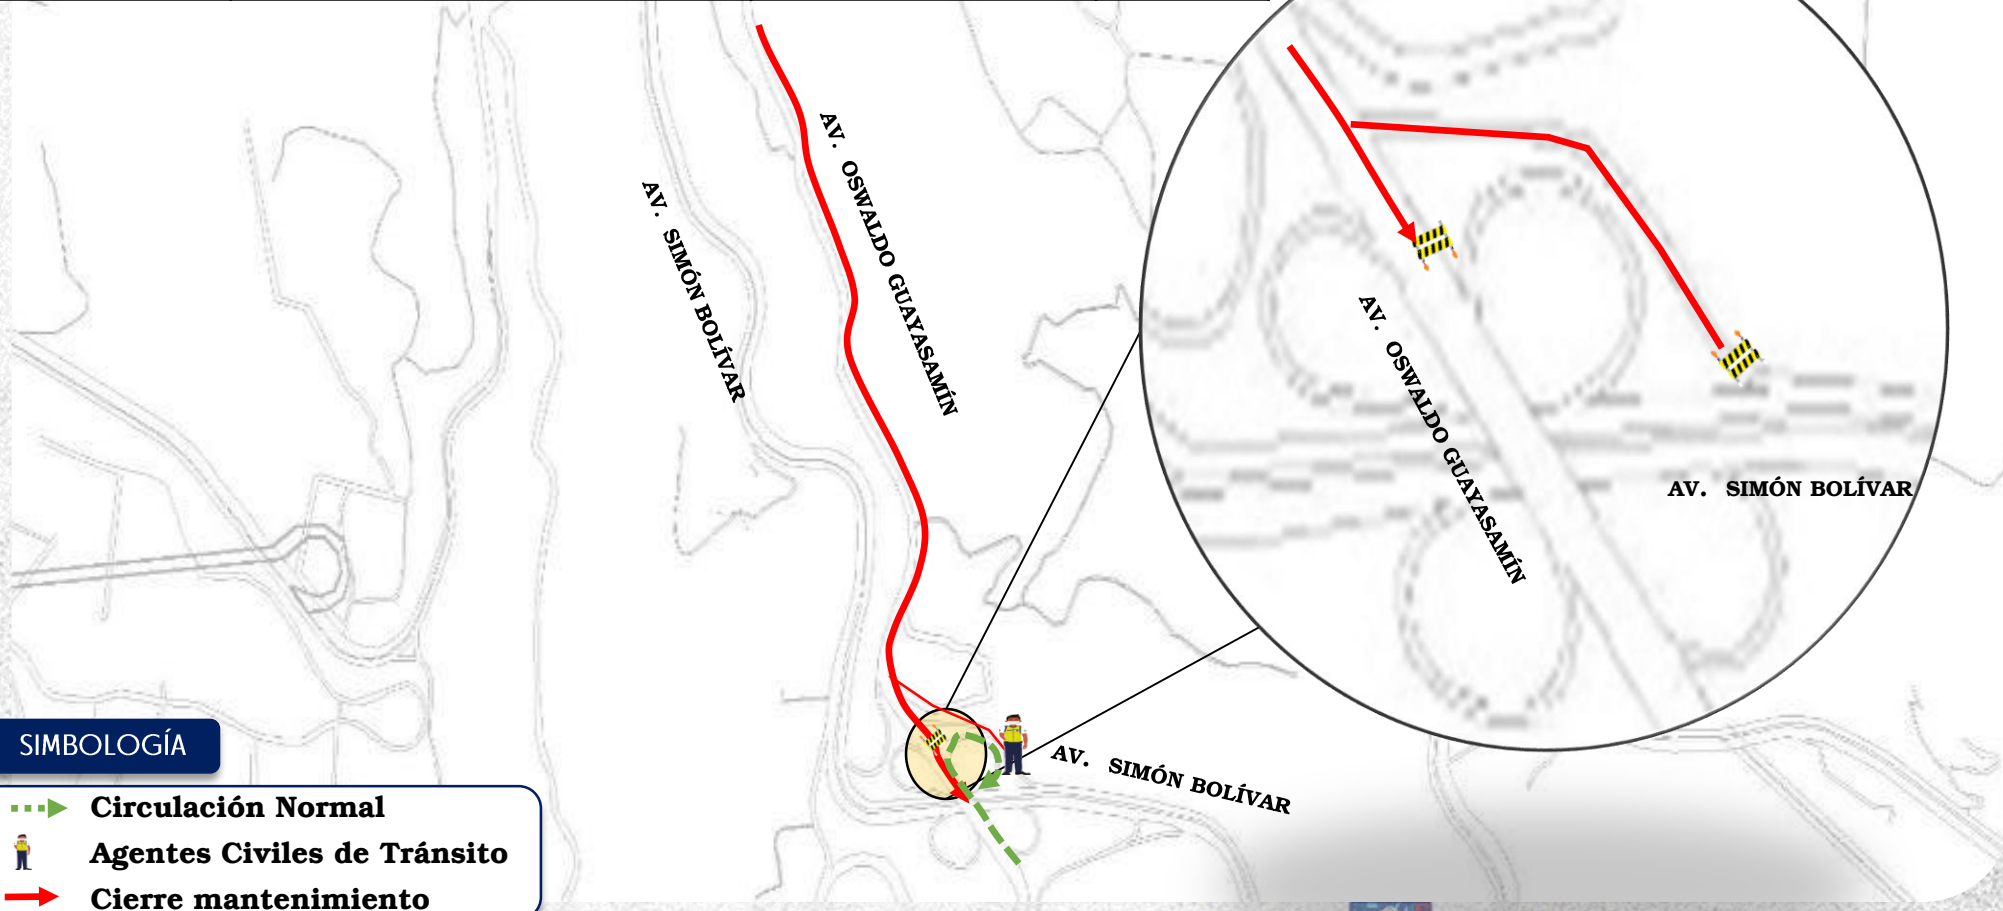 AV. OSWALDO GUAYASAMÍN
AV. SIMÓN BOLÍVAR
AV. OSWALDO GUAYASAMÍN
AV. SIMÓN BOLÍVAR
AV. SIMÓN BOLÍVAR
SIMBOLOGÍA
Circulación Normal
Agentes Civiles de Tránsito
Cierre mantenimiento